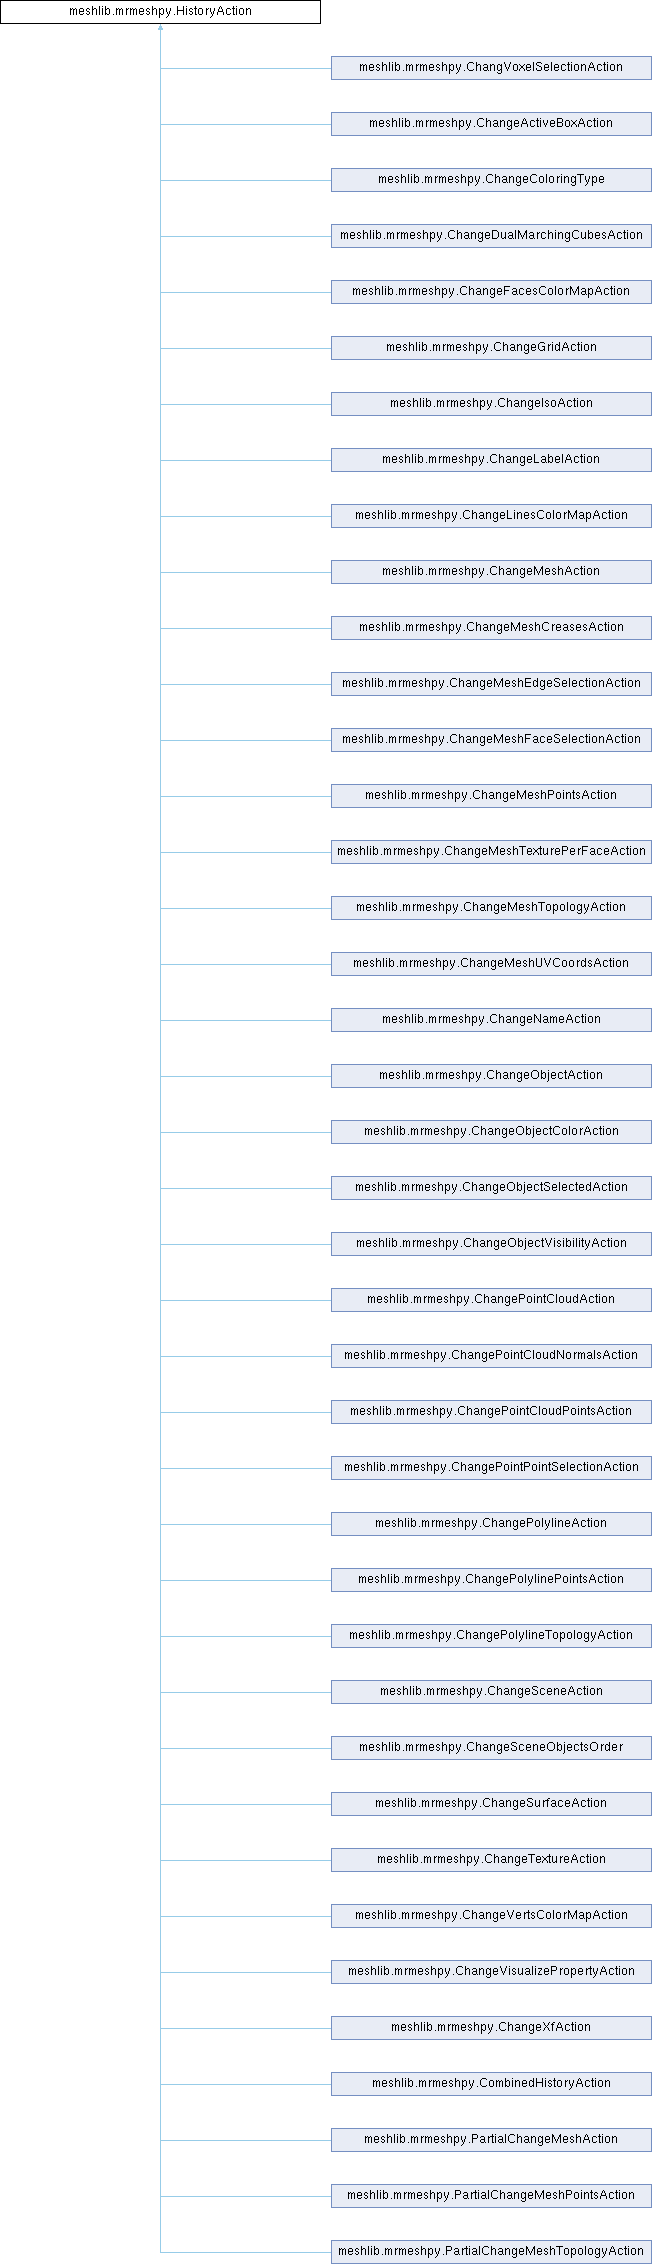 meshlib.mrmeshpy.HistoryAction
meshlib.mrmeshpy.ChangVoxelSelectionAction
meshlib.mrmeshpy.ChangeActiveBoxAction
meshlib.mrmeshpy.ChangeColoringType
meshlib.mrmeshpy.ChangeDualMarchingCubesAction
meshlib.mrmeshpy.ChangeFacesColorMapAction
meshlib.mrmeshpy.ChangeGridAction
meshlib.mrmeshpy.ChangeIsoAction
meshlib.mrmeshpy.ChangeLabelAction
meshlib.mrmeshpy.ChangeLinesColorMapAction
meshlib.mrmeshpy.ChangeMeshAction
meshlib.mrmeshpy.ChangeMeshCreasesAction
meshlib.mrmeshpy.ChangeMeshEdgeSelectionAction
meshlib.mrmeshpy.ChangeMeshFaceSelectionAction
meshlib.mrmeshpy.ChangeMeshPointsAction
meshlib.mrmeshpy.ChangeMeshTexturePerFaceAction
meshlib.mrmeshpy.ChangeMeshTopologyAction
meshlib.mrmeshpy.ChangeMeshUVCoordsAction
meshlib.mrmeshpy.ChangeNameAction
meshlib.mrmeshpy.ChangeObjectAction
meshlib.mrmeshpy.ChangeObjectColorAction
meshlib.mrmeshpy.ChangeObjectSelectedAction
meshlib.mrmeshpy.ChangeObjectVisibilityAction
meshlib.mrmeshpy.ChangePointCloudAction
meshlib.mrmeshpy.ChangePointCloudNormalsAction
meshlib.mrmeshpy.ChangePointCloudPointsAction
meshlib.mrmeshpy.ChangePointPointSelectionAction
meshlib.mrmeshpy.ChangePolylineAction
meshlib.mrmeshpy.ChangePolylinePointsAction
meshlib.mrmeshpy.ChangePolylineTopologyAction
meshlib.mrmeshpy.ChangeSceneAction
meshlib.mrmeshpy.ChangeSceneObjectsOrder
meshlib.mrmeshpy.ChangeSurfaceAction
meshlib.mrmeshpy.ChangeTextureAction
meshlib.mrmeshpy.ChangeVertsColorMapAction
meshlib.mrmeshpy.ChangeVisualizePropertyAction
meshlib.mrmeshpy.ChangeXfAction
meshlib.mrmeshpy.CombinedHistoryAction
meshlib.mrmeshpy.PartialChangeMeshAction
meshlib.mrmeshpy.PartialChangeMeshPointsAction
meshlib.mrmeshpy.PartialChangeMeshTopologyAction